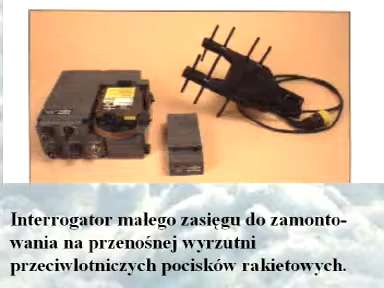 Interrogator małego zasięgu do zamonto-
wania na przenośnej wyrzutni
przeciwlotniczych pocisków rakietowych.